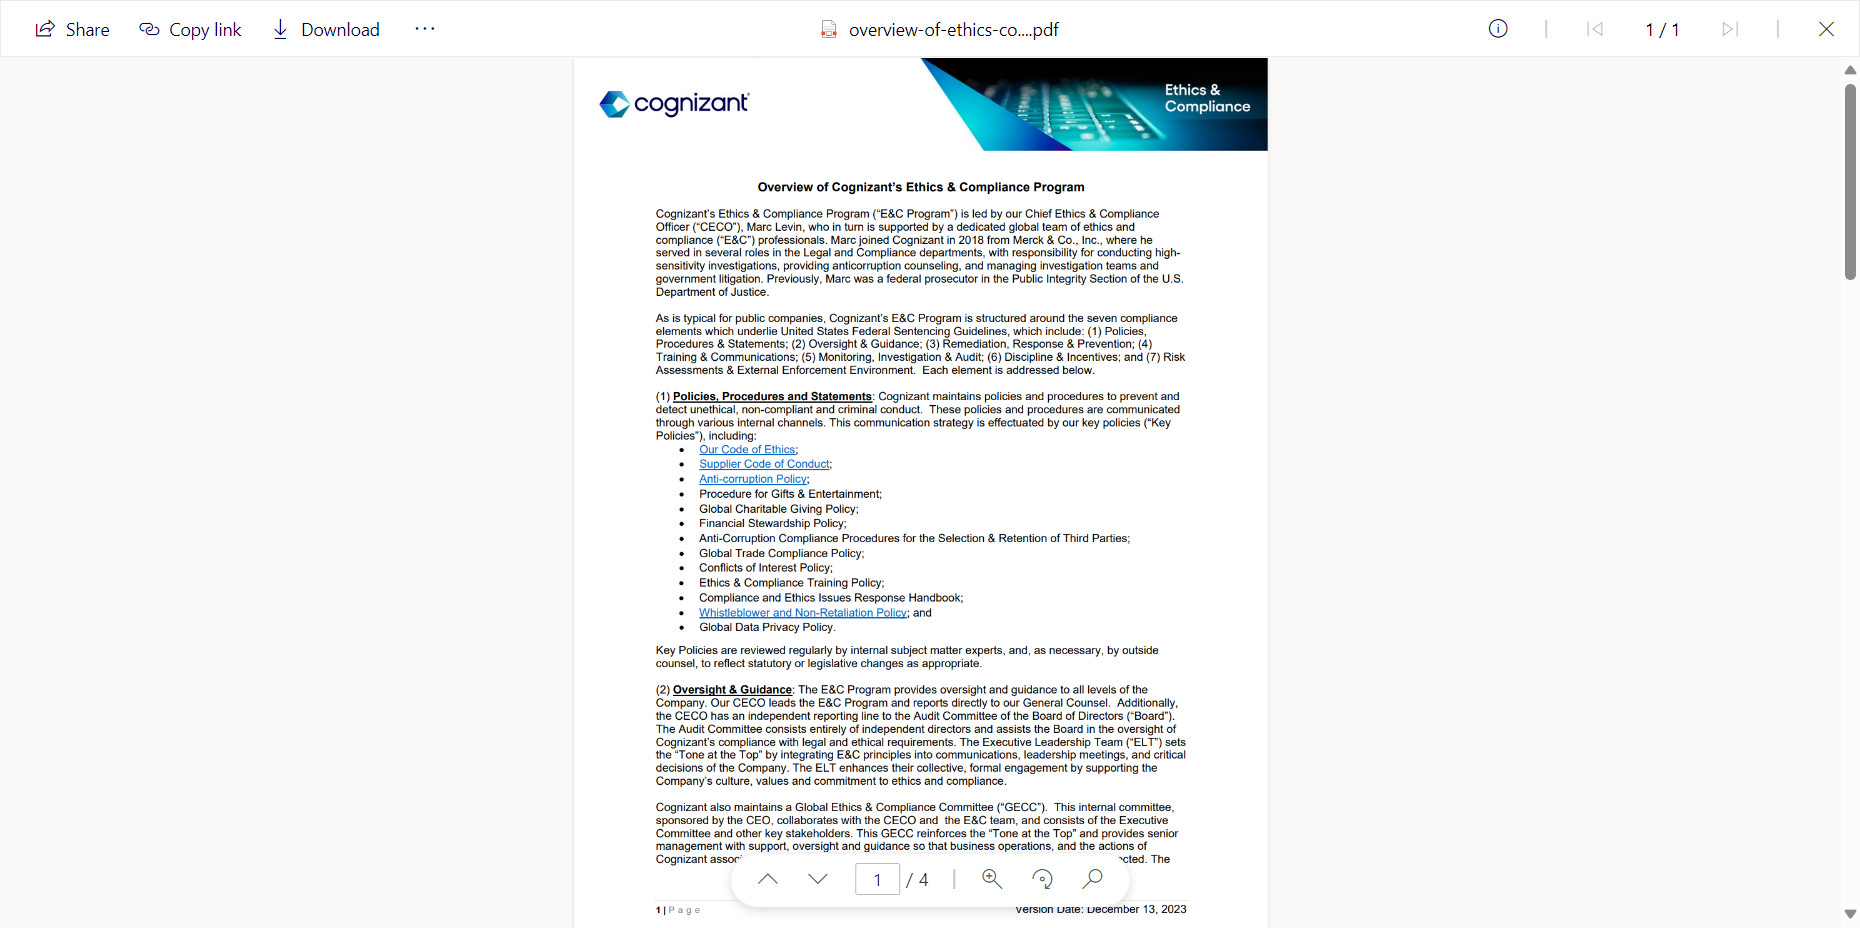 Share Copy link Download ··· overview-of-ethics-co....pdf 1 / 1
cognizant
Ethics &
Compliance
Overview of Cognizant's Ethics & Compliance Program
Cognizant's Ethics & Compliance Program ("E&C Program") is led by our Chief Ethics & Compliance
Officer ("CECO"), Marc Levin, who in turn is supported by a dedicated global team of ethics and
compliance ("E&C") professionals. Marc joined Cognizant in 2018 from Merck & Co., Inc., where he
served in several roles in the Legal and Compliance departments, with responsibility for conducting high-
sensitivity investigations, providing anticorruption counseling, and managing investigation teams and
government litigation. Previously, Marc was a federal prosecutor in the Public Integrity Section of the U.S.
Department of Justice.
As is typical for public companies, Cognizant's E&C Program is structured around the seven compliance
elements which underlie United States Federal Sentencing Guidelines, which include: (1) Policies,
Procedures & Statements; (2) Oversight & Guidance; (3) Remediation, Response & Prevention; (4)
Training & Communications; (5) Monitoring, Investigation & Audit; (6) Discipline & Incentives; and (7) Risk
Assessments & External Enforcement Environment. Each element is addressed below.
(1) Policies, Procedures and Statements: Cognizant maintains policies and procedures to prevent and
detect unethical, non-compliant and criminal conduct. These policies and procedures are communicated
through various internal channels. This communication strategy is effectuated by our key policies ("Key
Policies"), including:
• Our Code of Ethics;
• Supplier Code of Conduct;
• Anti-corruption Policy;
• Procedure for Gifts & Entertainment;
• Global Charitable Giving Policy;
• Financial Stewardship Policy;
• Anti-Corruption Compliance Procedures for the Selection & Retention of Third Parties;
• Global Trade Compliance Policy;
• Conflicts of Interest Policy;
• Ethics & Compliance Training Policy;
• Compliance and Ethics Issues Response Handbook;
• Whistleblower and Non-Retaliation Policy; and
• Global Data Privacy Policy.
Key Policies are reviewed regularly by internal subject matter experts, and, as necessary, by outside
counsel, to reflect statutory or legislative changes as appropriate.
(2) Oversight & Guidance: The E&C Program provides oversight and guidance to all levels of the
Company. Our CECO leads the E&C Program and reports directly to our General Counsel. Additionally,
the CECO has an independent reporting line to the Audit Committee of the Board of Directors ("Board").
The Audit Committee consists entirely of independent directors and assists the Board in the oversight of
Cognizant's compliance with legal and ethical requirements. The Executive Leadership Team ("ELT") sets
the "Tone at the Top" by integrating E&C principles into communications, leadership meetings, and critical
decisions of the Company. The ELT enhances their collective, formal engagement by supporting the
Company's culture, values and commitment to ethics and compliance.
Cognizant also maintains a Global Ethics & Compliance Committee ("GECC"). This internal committee,
sponsored by the CEO, collaborates with the CECO and the E&C team, and consists of the Executive
Committee and other key stakeholders. This GECC reinforces the "Tone at the Top" and provides senior
management with support, oversight and guidance so that business operations, and the actions of
Cognizant The
1 / 4
1 | Page Version Date: December 13, 2023